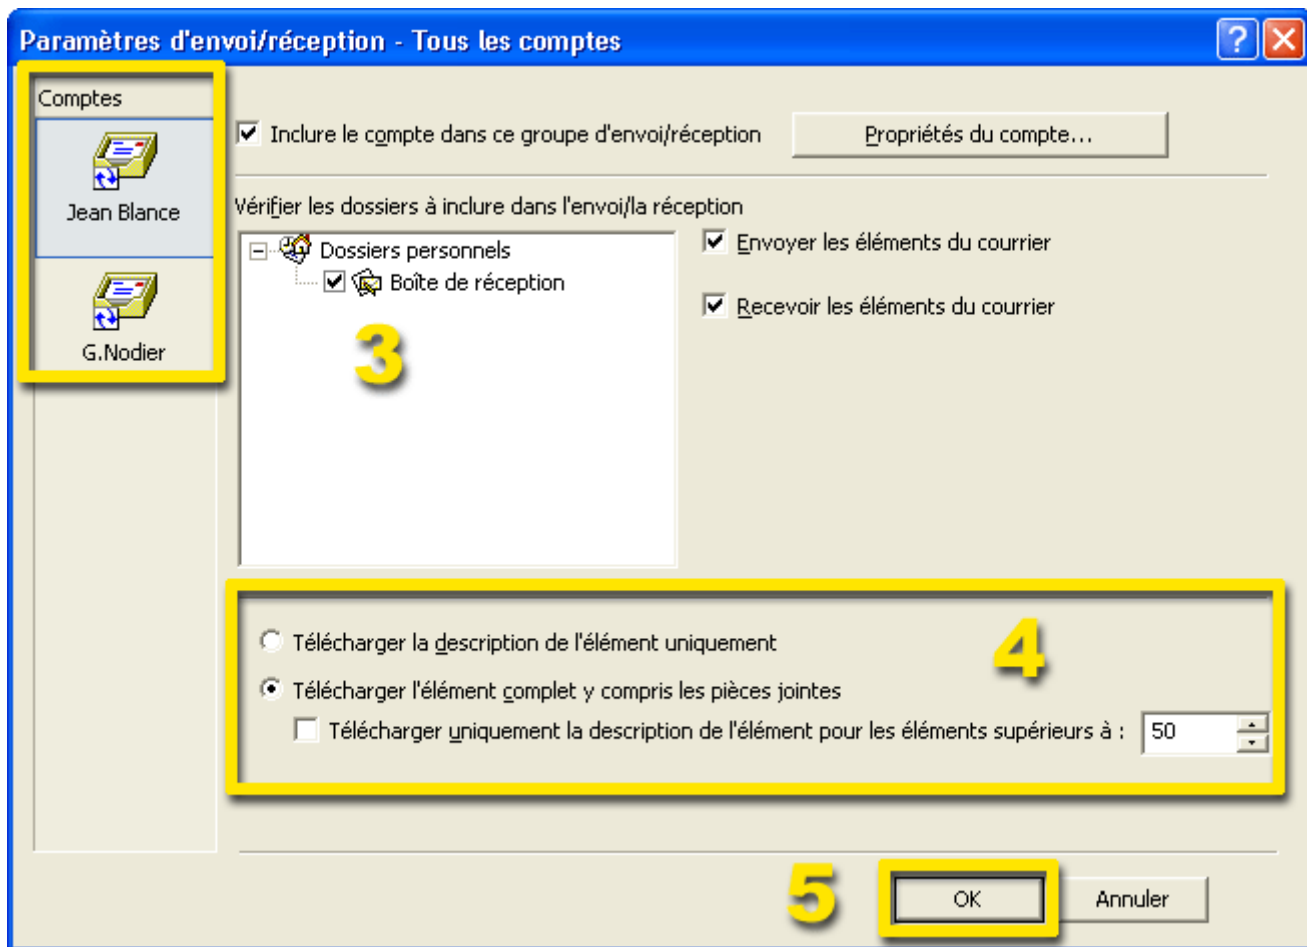 Paramètres d'envoi/réception - Tous les comptes
Comptes
Inclure le compte dans ce groupe d'envoi/réception
Propriétés du compte...
Jean Blance
Vérifier les dossiers à inclure dans l'envoi/la réception
Dossiers personnels
Boîte de réception
Envoyer les éléments du courrier
Recevoir les éléments du courrier
G.Nodier
3
4
Télécharger la description de l'élément uniquement
Télécharger l'élément complet y compris les pièces jointes
Télécharger uniquement la description de l'élément pour les éléments supérieurs à : 50
5
OK
Annuler